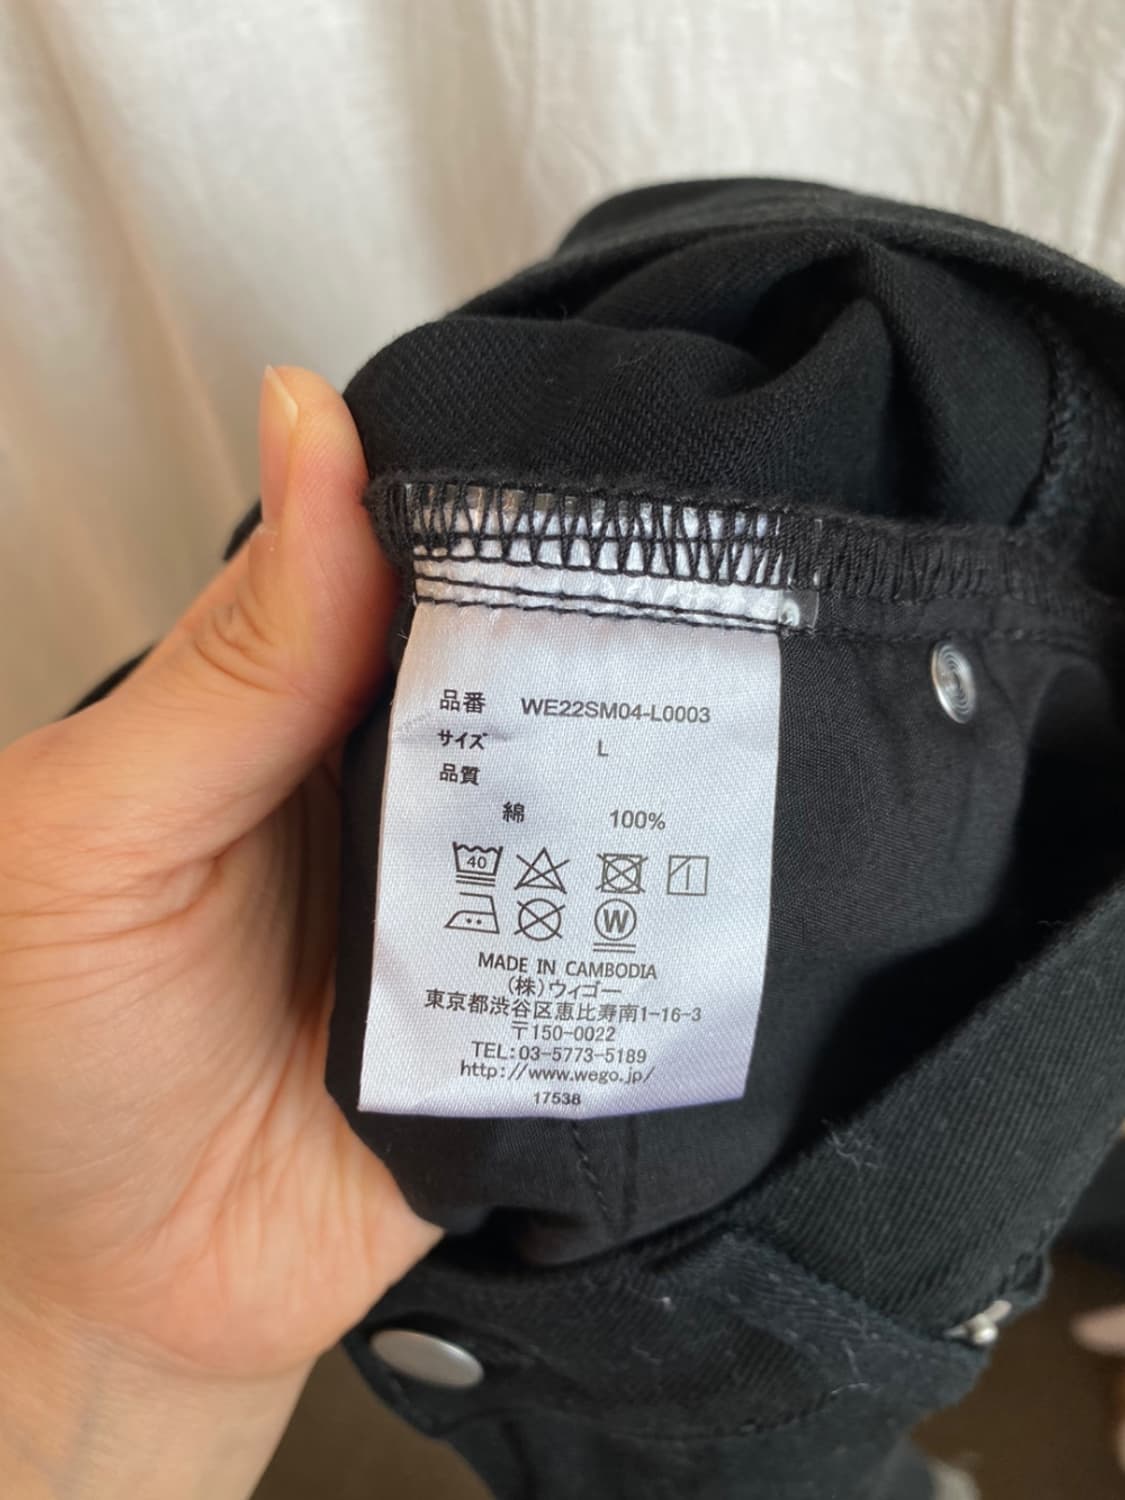 品番 WE22SM04-L0003
サイズ L
品質
綿 100%
40
W
MADE IN CAMBODIA
(株)ウィゴー
東京都渋谷区恵比寿南1-16-3
〒150-0022
TEL:03-5773-5189
http://www.wego.jp/
17538